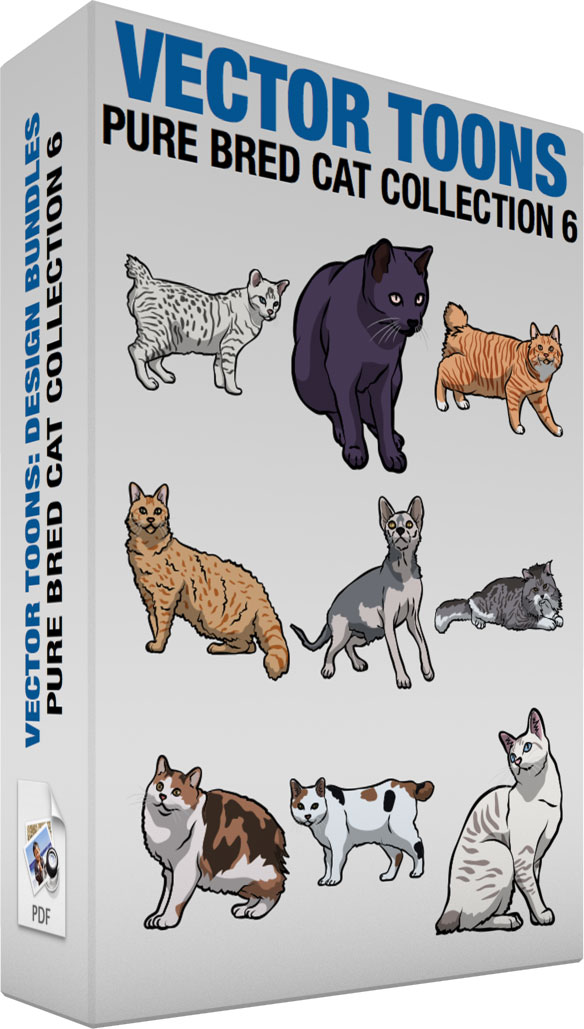 VECTOR TOONS
PURE BRED CAT COLLECTION 6
VECTOR TOONS: DESIGN BUNDLES
PURE BRED CAT COLLECTION 6
PDF